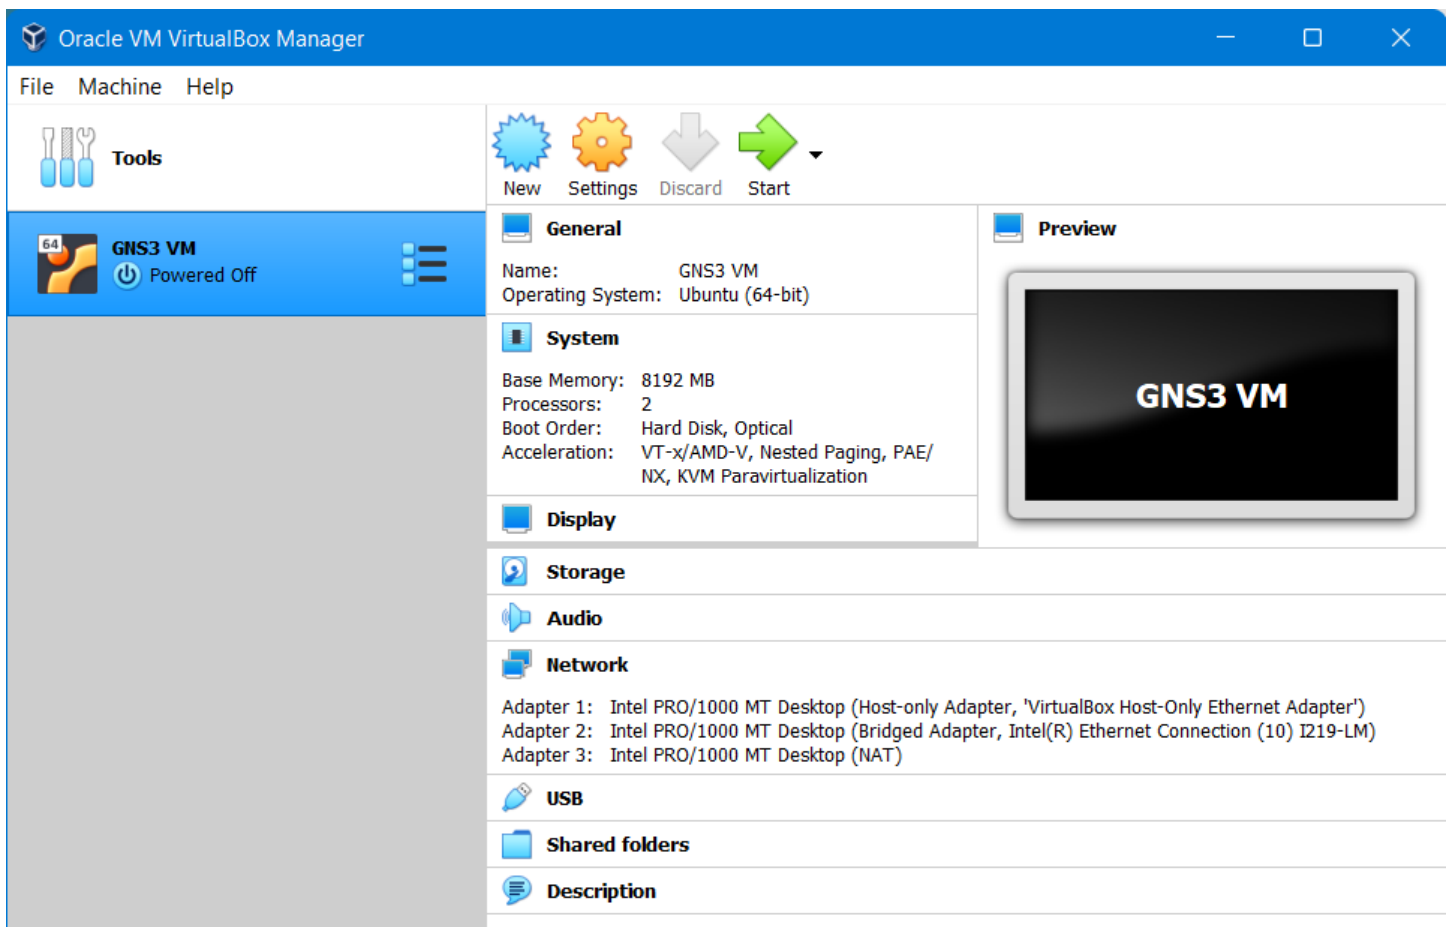 Oracle VM VirtualBox Manager
File Machine Help
Tools
New Settings Discard Start
64
GNS3 VM
Powered Off
General
Name: GNS3 VM
Operating System: Ubuntu (64-bit)
System
Base Memory: 8192 MB
Processors: 2
Boot Order: Hard Disk, Optical
Acceleration: VT-x/AMD-V, Nested Paging, PAE/
NX, KVM Paravirtualization
Display
Preview
GNS3 VM
Storage
Audio
Network
Adapter 1: Intel PRO/1000 MT Desktop (Host-only Adapter, 'VirtualBox Host-Only Ethernet Adapter')
Adapter 2: Intel PRO/1000 MT Desktop (Bridged Adapter, Intel(R) Ethernet Connection (10) I219-LM)
Adapter 3: Intel PRO/1000 MT Desktop (NAT)
USB
Shared folders
Description